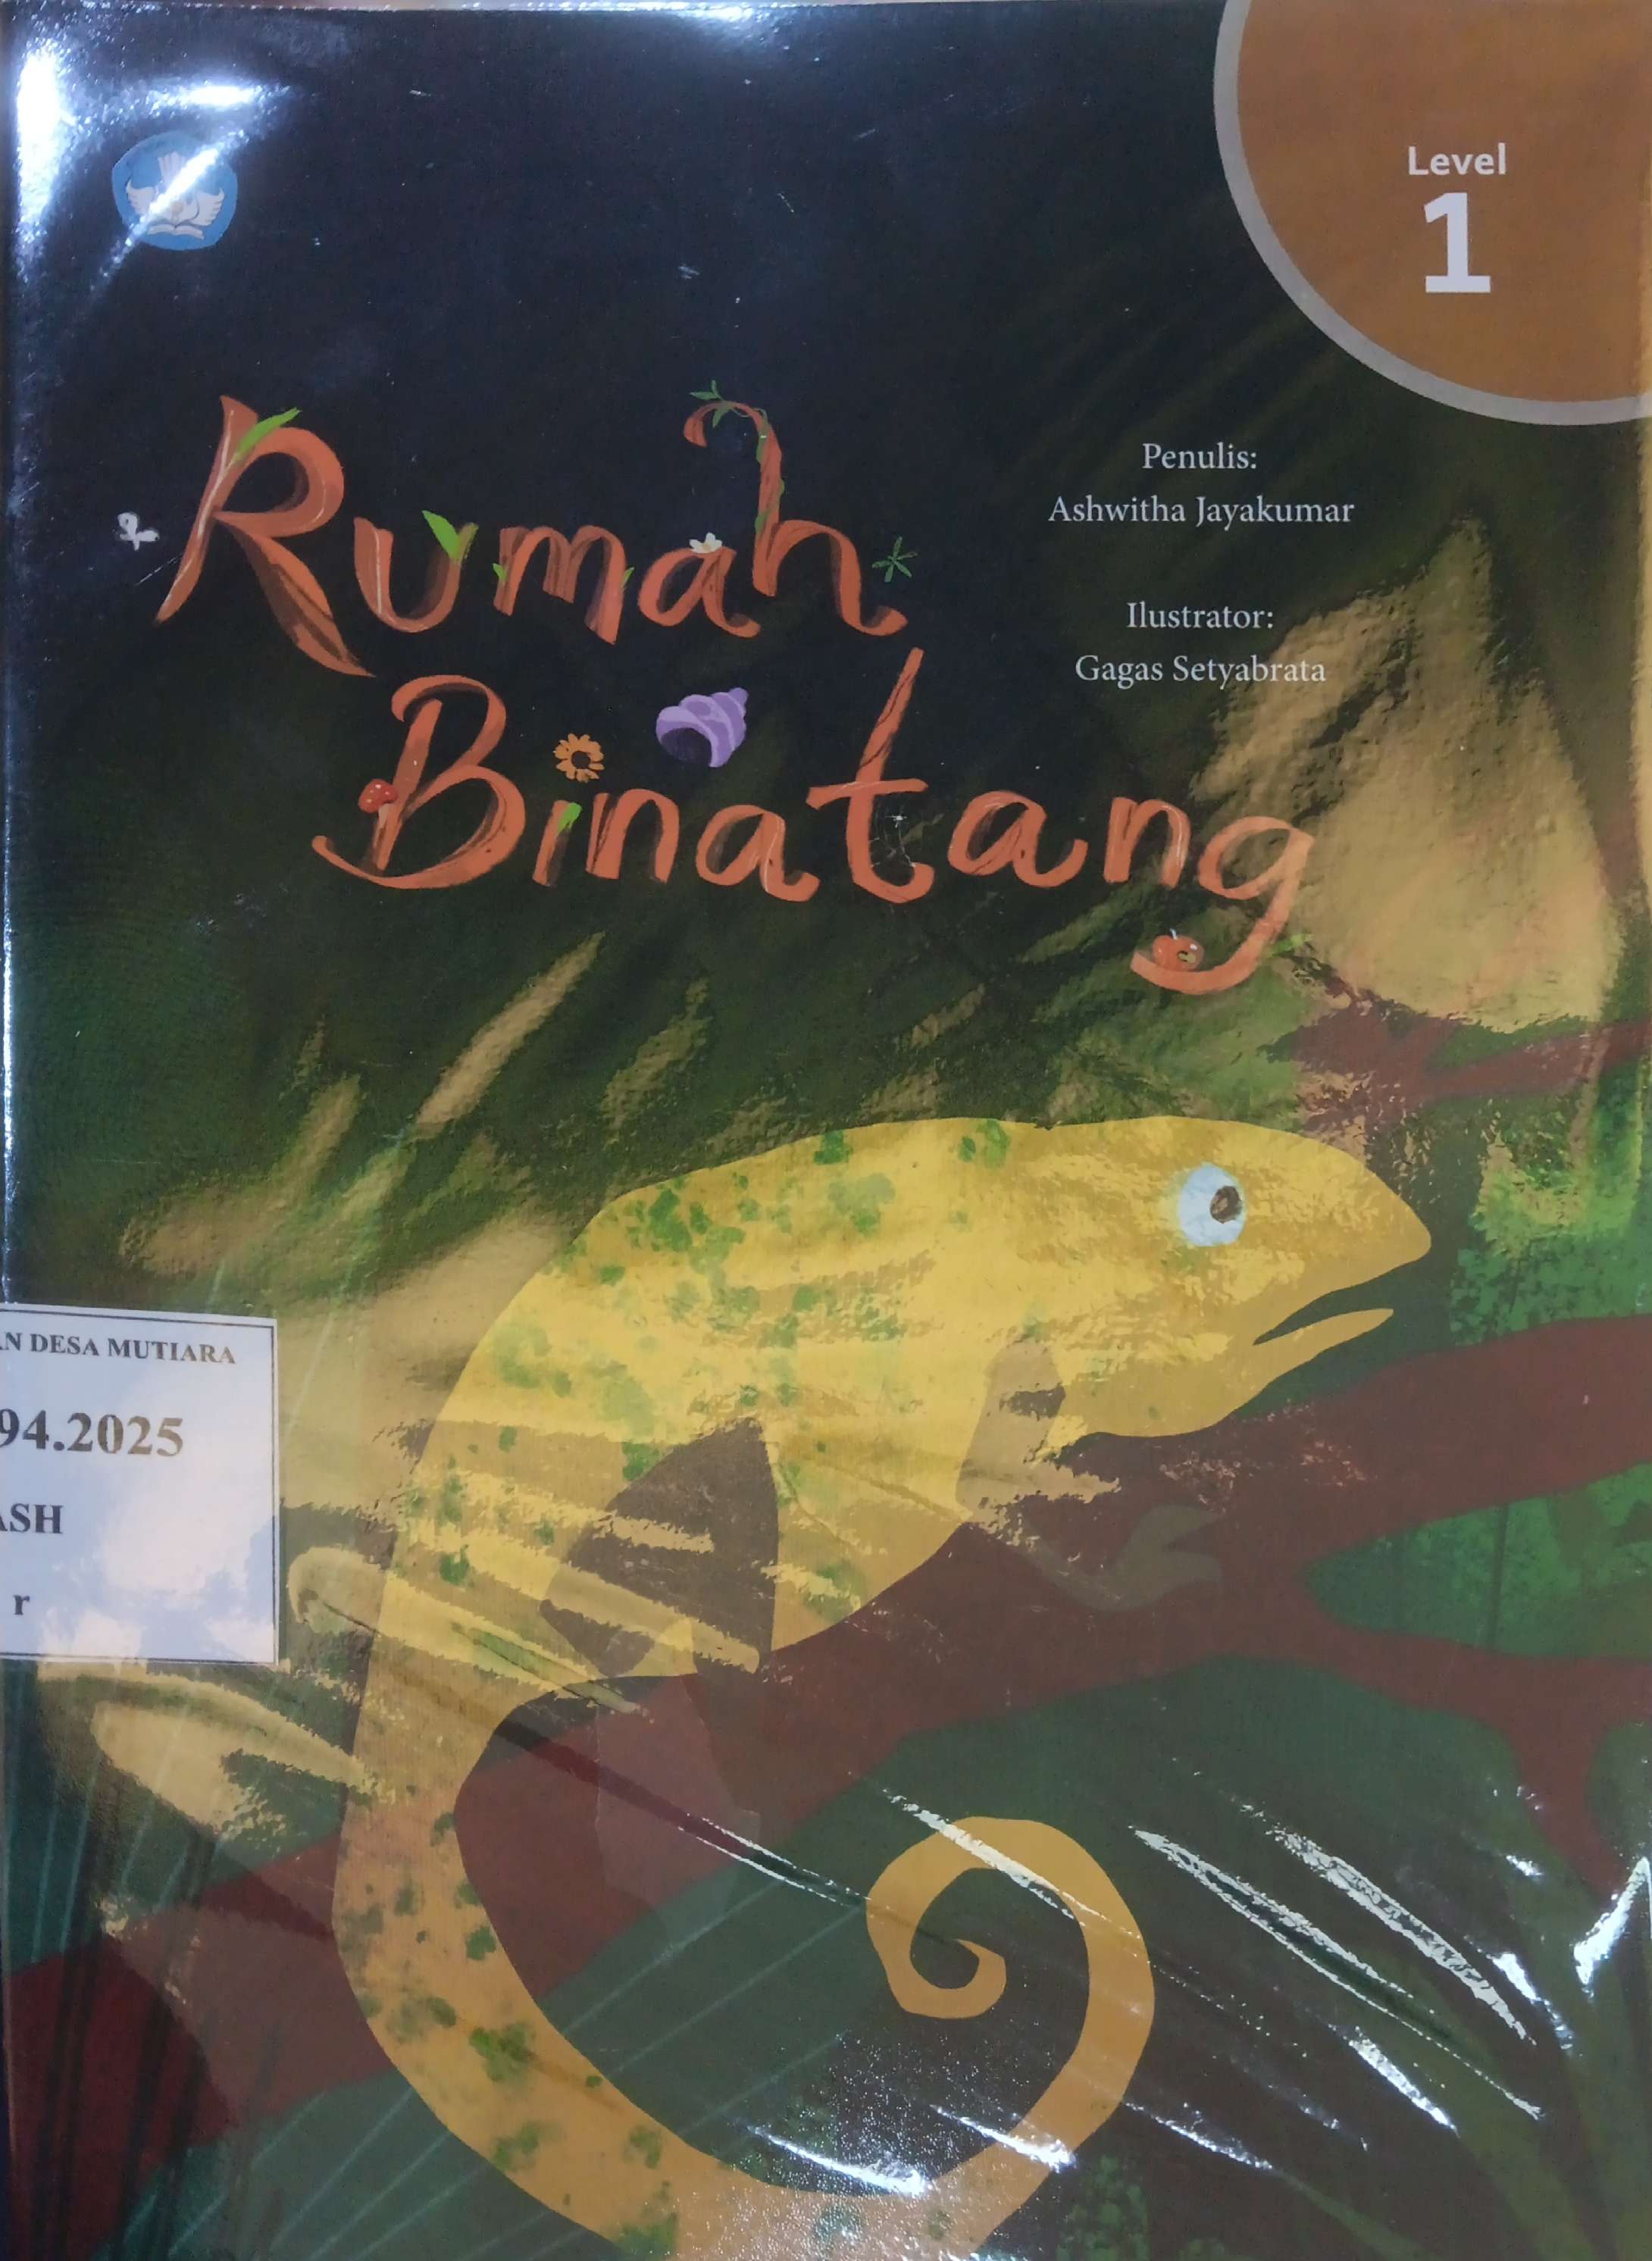 Level
1
Rumah
Binatang
Penulis:
Ashwitha Jayakumar
Ilustrator:
Gagas Setyabrata
DESA MUTIARA
94.2025
ASH
r